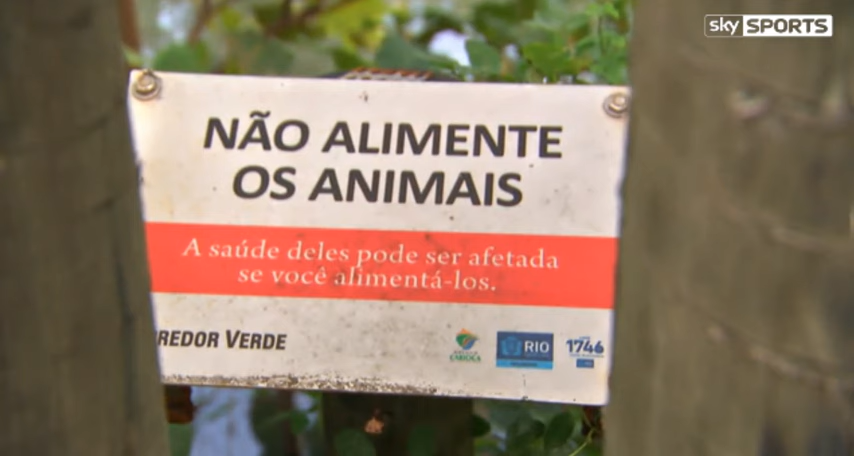 sky SPORTS
NÃO ALIMENTE
OS ANIMAIS
A saúde deles pode ser afetada
se você alimentá-los.
REDOR VERDE
RIO
1746